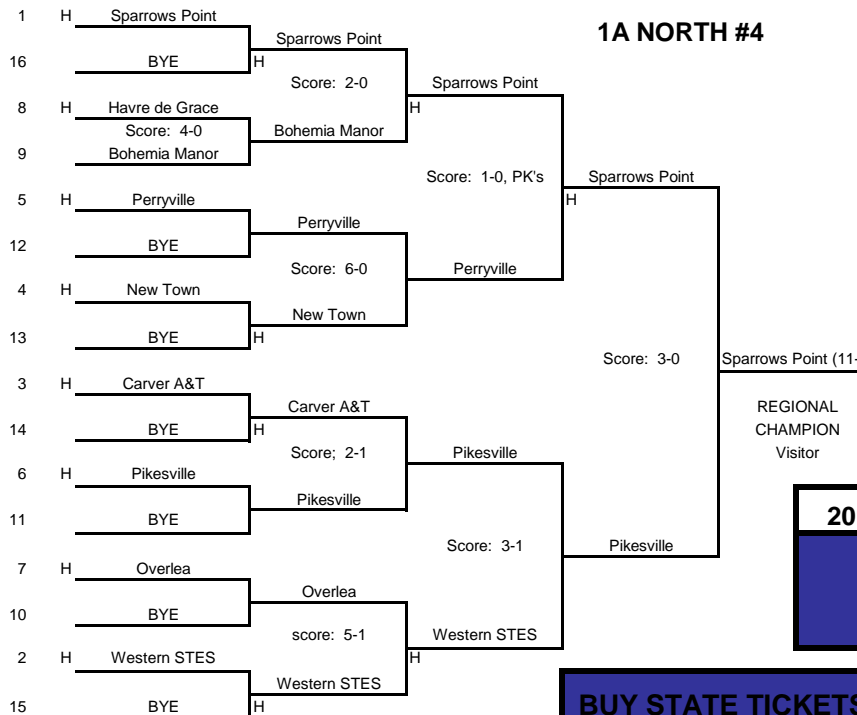 1 H Sparrows Point
Sparrows Point
1A NORTH #4
16 BYE H
Score: 2-0
Sparrows Point
8 H Havre de Grace
H
Score: 4-0
Bohemia Manor
9 Bohemia Manor
Score: 1-0, PK's
Sparrows Point
5 H Perryville
H
Perryville
12 BYE
Score: 6-0
Perryville
4 H New Town
New Town
13 BYE H
Score: 3-0
Sparrows Point (11-
3 H Carver A&T
Carver A&T
REGIONAL
CHAMPION
Visitor
14 BYE H
Score; 2-1
Pikesville
6 H Pikesville
Pikesville
11 BYE
20
Score: 3-1
Pikesville
7 H Overlea
Overlea
10 BYE
score: 5-1
Western STES
2 H Western STES
H
Western STES
15 BYE H
BUY STATE TICKETS